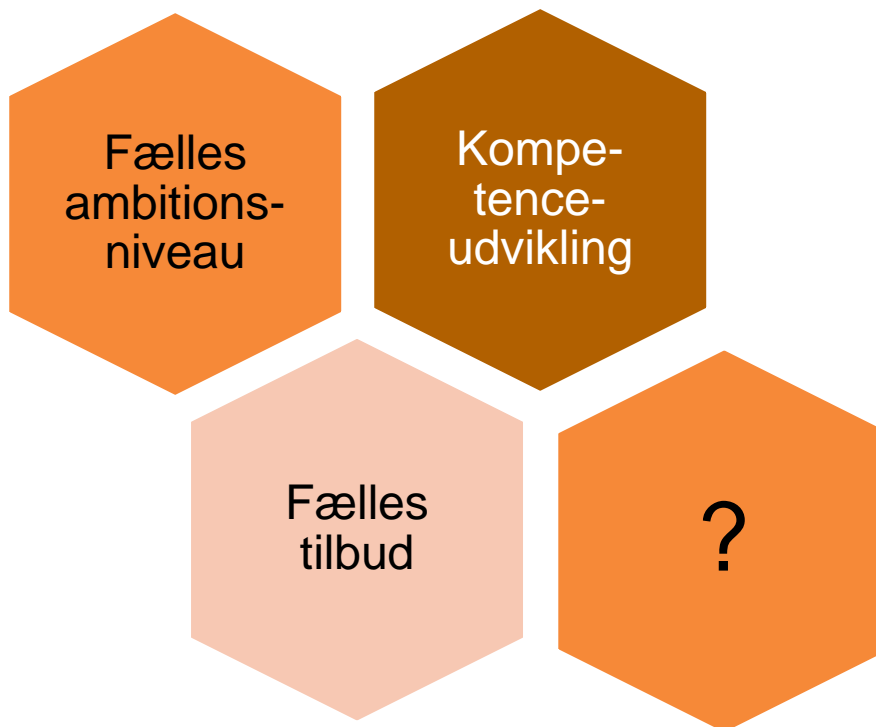 Fælles
ambitions-
niveau
Kompe-
tence-
udvikling
Fælles
tilbud
?